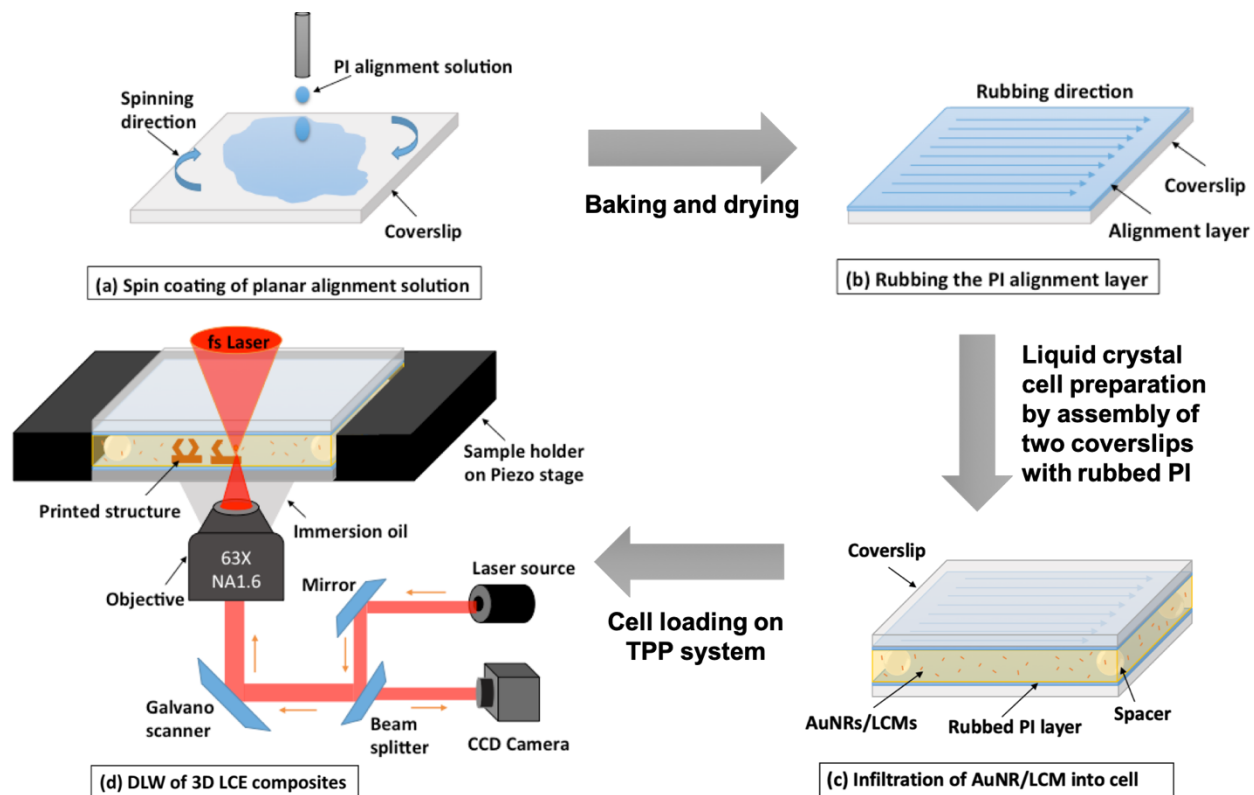 PI alignment solution
Spinning
direction
Coverslip
(a) Spin coating of planar alignment solution
Baking and drying
Rubbing direction
Coverslip
Alignment layer
(b) Rubbing the PI alignment layer
Liquid crystal
cell preparation
by assembly of
two coverslips
with rubbed PI
Coverslip
AuNRs/LCMs
Rubbed PI layer
Spacer
(c) Infiltration of AuNR/LCM into cell
Cell loading on
TPP system
fs Laser
Sample holder
on Piezo stage
Printed structure
Immersion oil
63X
NA1.6
Objective
Mirror
Laser source
Galvano
scanner
Beam
splitter
CCD Camera
(d) DLW of 3D LCE composites